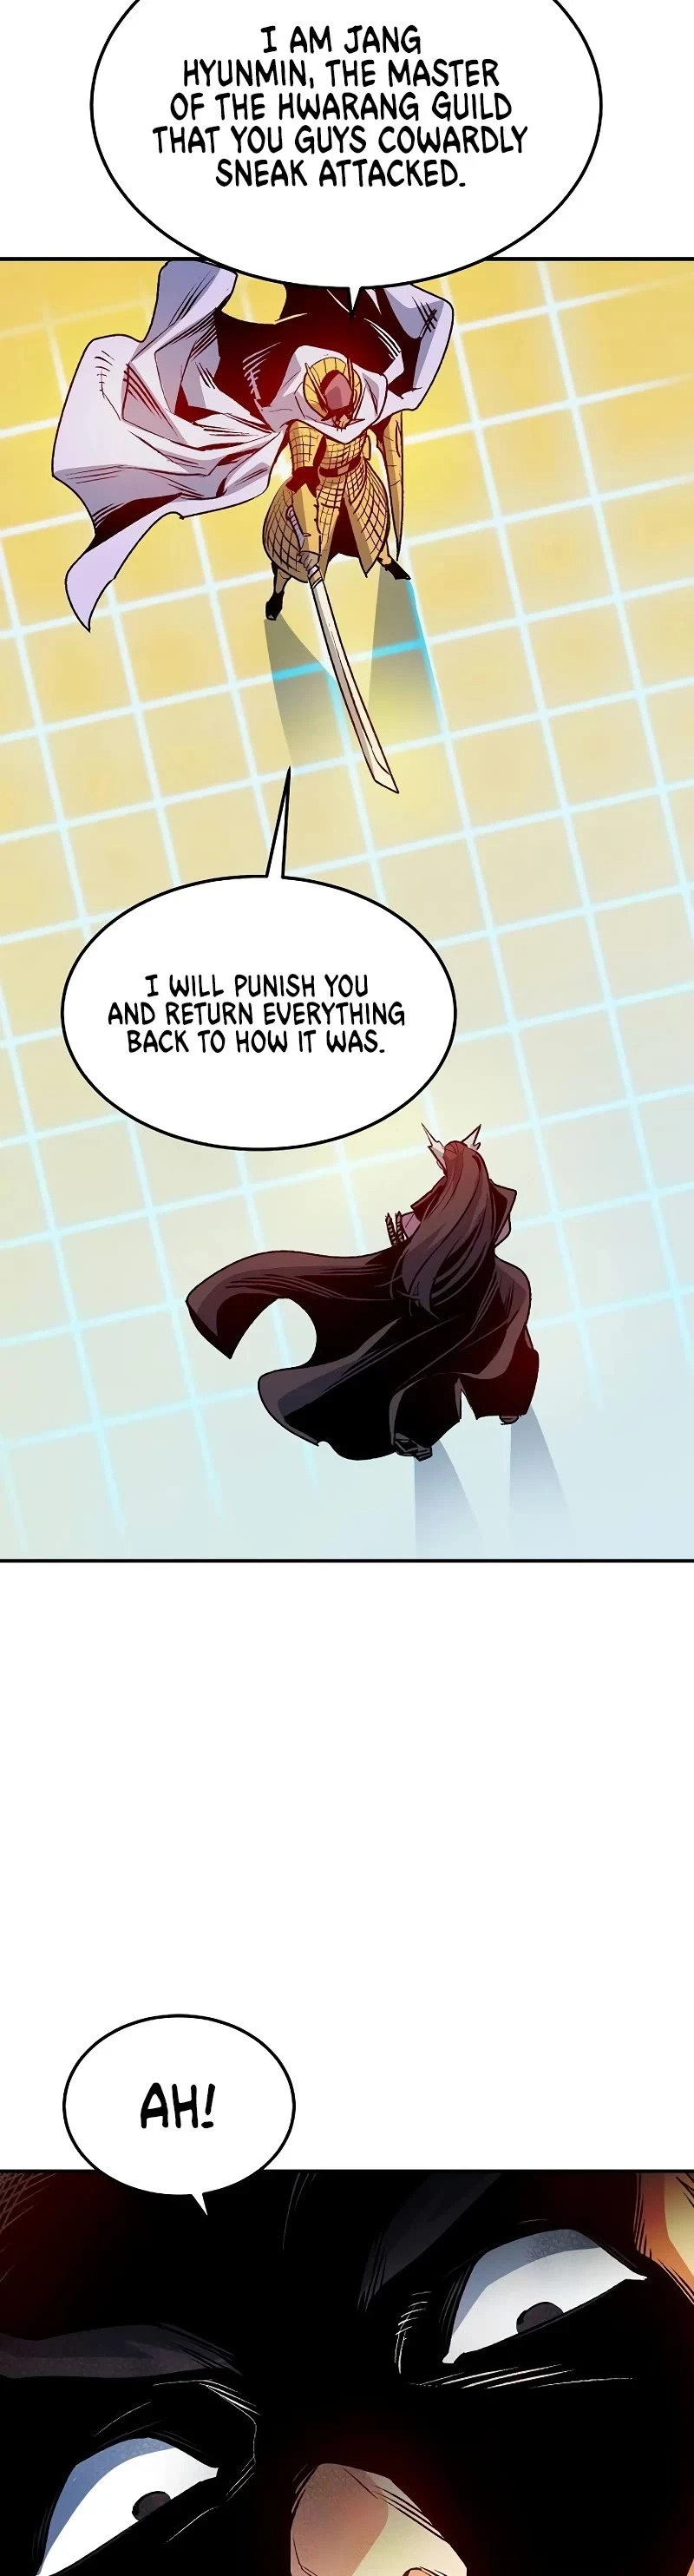 I AM JANG
HYUNMIN, THE MASTER
OF THE HWARANG GUILD
THAT YOU GUYS COWARDLY
SNEAK ATTACKED.
I WILL PUNISH YOU
AND RETURN EVERYTHING
BACK TO HOW IT WAS.
AH!